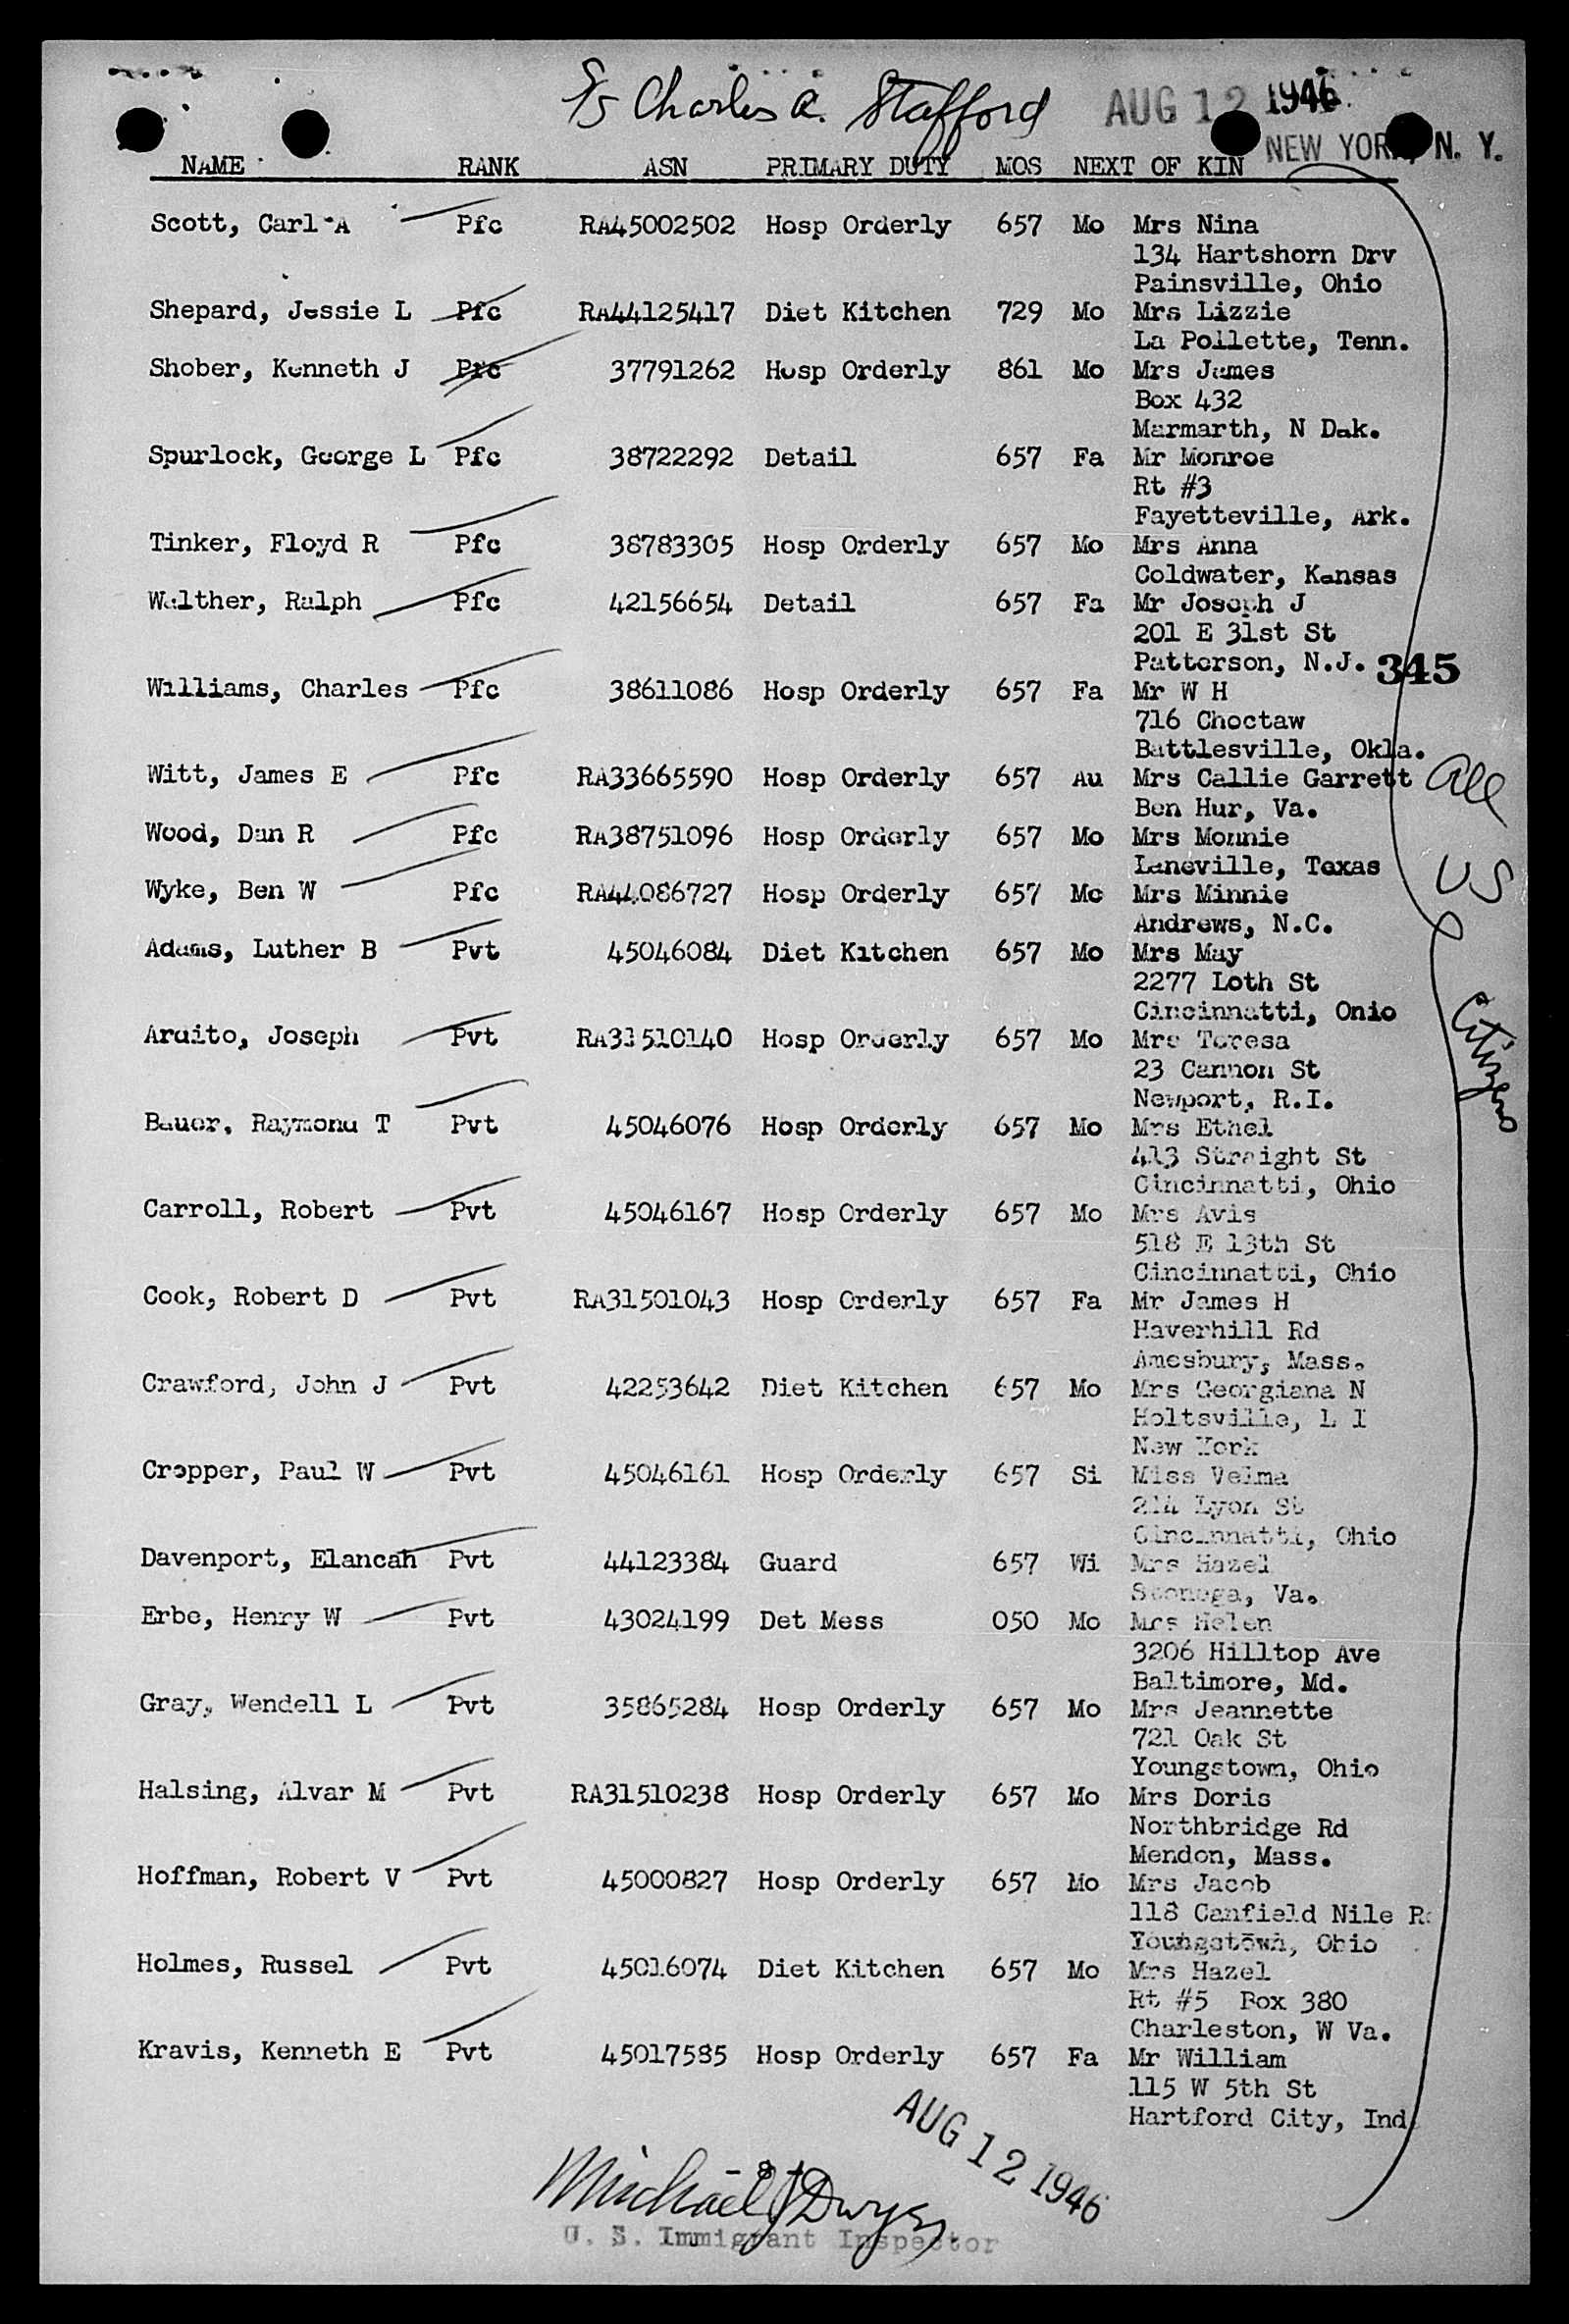 S/S Charles A. Stafford AUG 12 1946
NEW YORK, N. Y.
NAME RANK ASN PRIMARY DUTY MOS NEXT OF KIN
Scott, Carl A Pfc RA45002502 Hosp Orderly 657 Mo Mrs Nina
134 Hartshorn Drv
Painsville, Ohio
Shepard, Jessie L Pfc RA44125417 Diet Kitchen 729 Mo Mrs Lizzie
La Pollette, Tenn.
Shober, Kenneth J Pfc 37791262 Hosp Orderly 861 Mo Mrs James
Box 432
Marmarth, N Dak.
Spurlock, George L Pfc 38722292 Detail 657 Fa Mr Monroe
Rt #3
Fayetteville, Ark.
Tinker, Floyd R Pfc 38783305 Hosp Orderly 657 Mo Mrs Anna
Coldwater, Kansas
Walther, Ralph Pfc 42156654 Detail 657 Fa Mr Joseph J
201 E 31st St
Patterson, N.J. 345
Williams, Charles Pfc 38611086 Hosp Orderly 657 Fa Mr W H
716 Choctaw
Battlesville, Okla.
Witt, James E Pfc RA33665590 Hosp Orderly 657 Au Mrs Callie Garrett
Ben Hur, Va.
Wood, Dan R Pfc RA38751096 Hosp Orderly 657 Mo Mrs Monnie
Laneville, Texas
Wyke, Ben W Pfc RA44086727 Hosp Orderly 657 Mo Mrs Minnie
Andrews, N.C.
Adams, Luther B Pvt 45046084 Diet Kitchen 657 Mo Mrs May
2277 Loth St
Cincinnatti, Onio
Araito, Joseph Pvt RA31510140 Hosp Orderly 657 Mo Mrs Teresa
23 Cannon St
Newport, R.I.
Bauer, Raymond T Pvt 45046076 Hosp Orderly 657 Mo Mrs Ethel
413 Straight St
Cincinnatti, Ohio
Carroll, Robert Pvt 45046167 Hosp Orderly 657 Mo Mrs Avis
518 E 13th St
Cincinnatti, Ohio
Cook, Robert D Pvt RA31501043 Hosp Orderly 657 Fa Mr James H
Haverhill Rd
Amesbury, Mass.
Crawford, John J Pvt 42253642 Diet Kitchen 657 Mo Mrs Georgiana N
Holtsville, L I
New York
Cropper, Paul W Pvt 45046161 Hosp Orderly 657 Si Miss Velma
214 Lyon St
Cincinnatti, Ohio
Davenport, Elancah Pvt 44123384 Guard 657 Wi Mrs Hazel
Stonega, Va.
Erbe, Henry W Pvt 43024199 Det Mess 050 Mo Mrs Helen
3206 Hilltop Ave
Baltimore, Md.
Gray, Wendell L Pvt 35865284 Hosp Orderly 657 Mo Mrs Jeannette
721 Oak St
Youngstown, Ohio
Halsing, Alvar M Pvt RA31510238 Hosp Orderly 657 Mo Mrs Doris
Northbridge Rd
Mendon, Mass.
Hoffman, Robert V Pvt 45000827 Hosp Orderly 657 Mo Mrs Jacob
118 Canfield Nile Rd
Youngstown, Ohio
Holmes, Russel Pvt 45016074 Diet Kitchen 657 Mo Mrs Hazel
Rt #5 Box 380
Charleston, W Va.
Kravis, Kenneth E Pvt 45017585 Hosp Orderly 657 Fa Mr William
115 W 5th St
Hartford City, Ind.
All
US
Citizens
AUG 12 1946
- 8 -
Michael J Dwyer
U. S. Immigrant Inspector